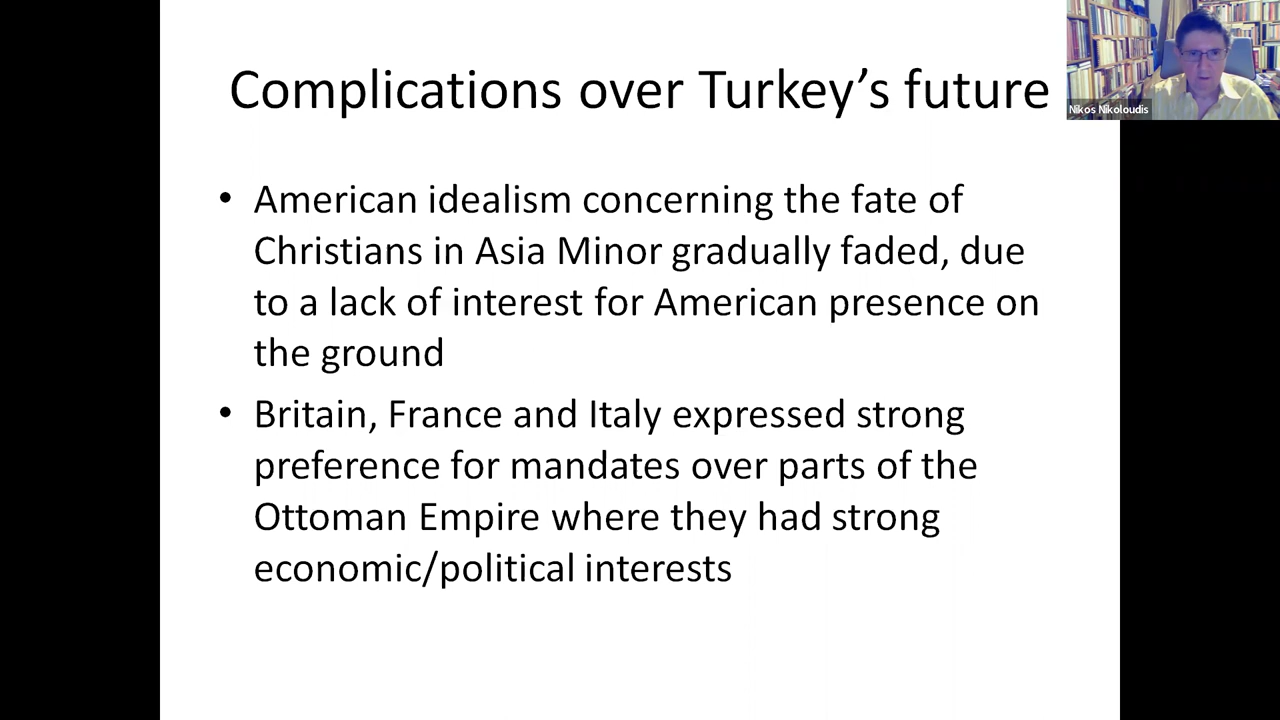 Complications over Turkey’s future
Nikos Nikoloudis
• American idealism concerning the fate of
Christians in Asia Minor gradually faded, due
to a lack of interest for American presence on
the ground
• Britain, France and Italy expressed strong
preference for mandates over parts of the
Ottoman Empire where they had strong
economic/political interests